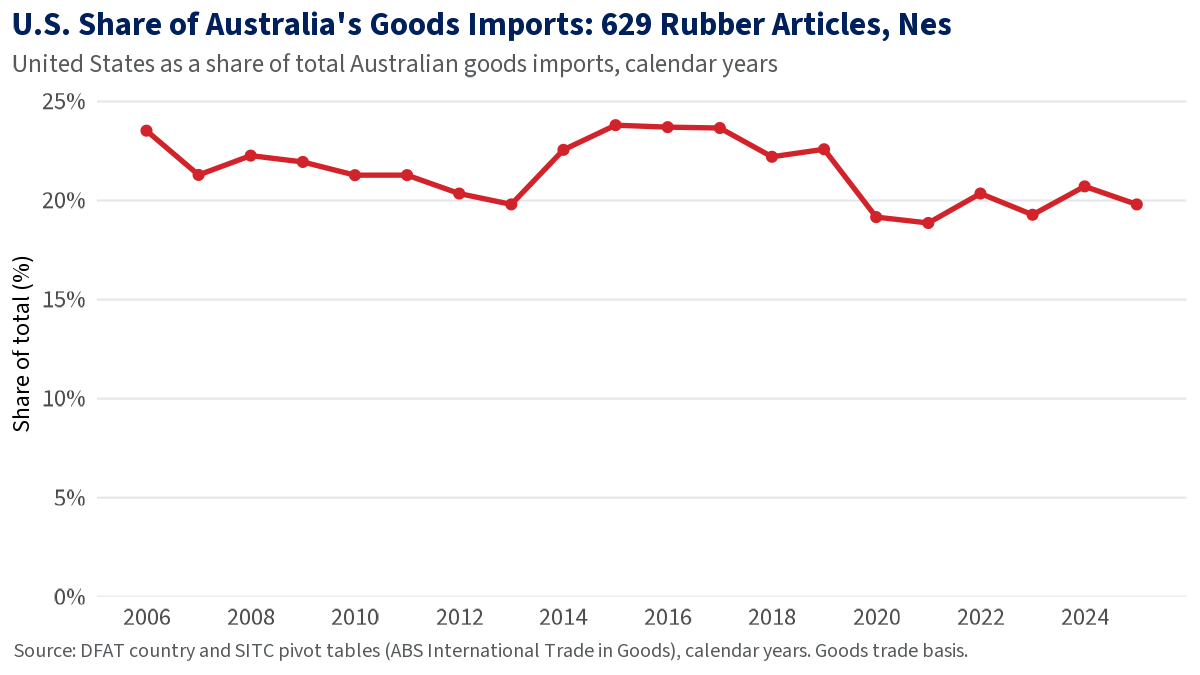 U.S. Share of Australia's Goods Imports: 629 Rubber Articles, Nes
United States as a share of total Australian goods imports, calendar years
Share of total (%)
25%
20%
15%
10%
5%
0%
2006 2008 2010 2012 2014 2016 2018 2020 2022 2024
Source: DFAT country and SITC pivot tables (ABS International Trade in Goods), calendar years. Goods trade basis.